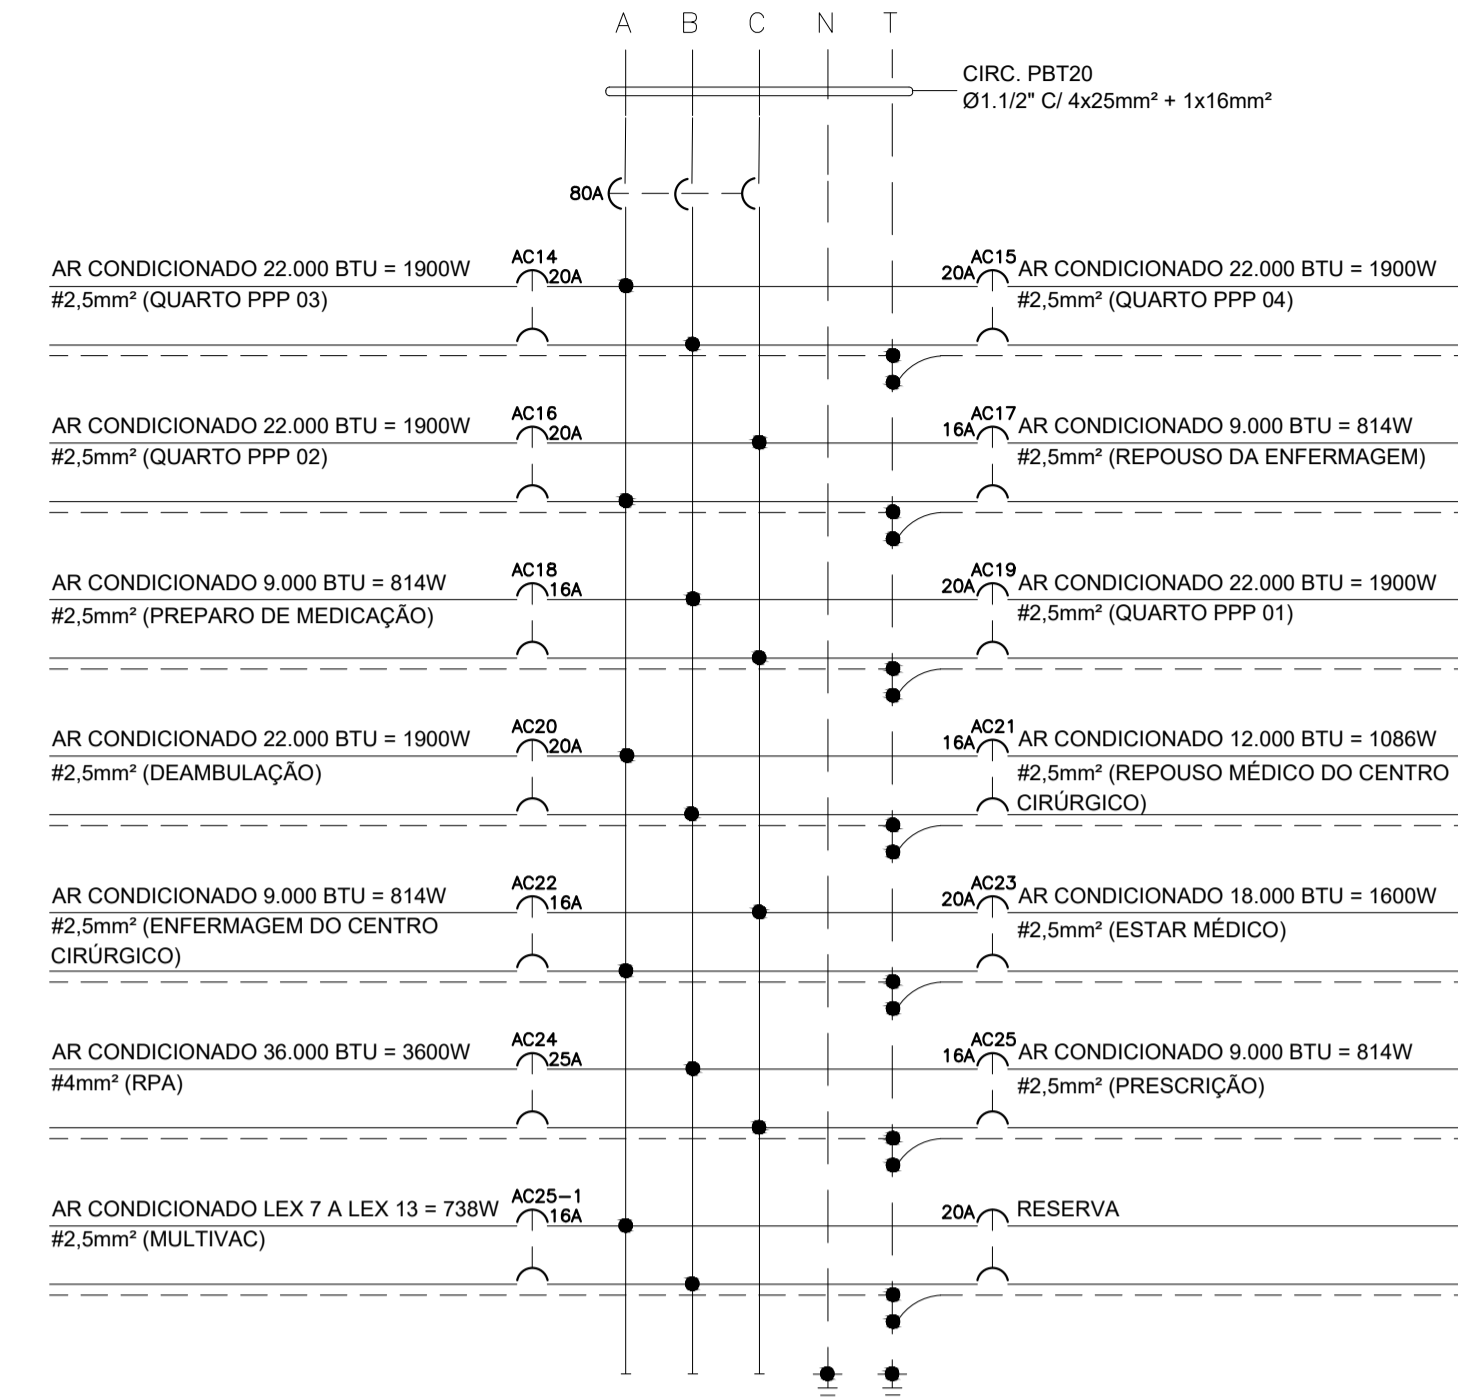 A B C N T
CIRC. PBT20
Ø1.1/2" C/ 4x25mm² + 1x16mm²
80A
AR CONDICIONADO 22.000 BTU = 1900W
#2,5mm² (QUARTO PPP 03)
AC14
20A
AC15
20A
AR CONDICIONADO 22.000 BTU = 1900W
#2,5mm² (QUARTO PPP 04)
AR CONDICIONADO 22.000 BTU = 1900W
#2,5mm² (QUARTO PPP 02)
AC16
20A
AC17
16A
AR CONDICIONADO 9.000 BTU = 814W
#2,5mm² (REPOUSO DA ENFERMAGEM)
AR CONDICIONADO 9.000 BTU = 814W
#2,5mm² (PREPARO DE MEDICAÇÃO)
AC18
16A
AC19
20A
AR CONDICIONADO 22.000 BTU = 1900W
#2,5mm² (QUARTO PPP 01)
AR CONDICIONADO 22.000 BTU = 1900W
#2,5mm² (DEAMBULAÇÃO)
AC20
20A
AC21
16A
AR CONDICIONADO 12.000 BTU = 1086W
#2,5mm² (REPOUSO MÉDICO DO CENTRO
CIRÚRGICO)
AR CONDICIONADO 9.000 BTU = 814W
#2,5mm² (ENFERMAGEM DO CENTRO
CIRÚRGICO)
AC22
16A
AC23
20A
AR CONDICIONADO 18.000 BTU = 1600W
#2,5mm² (ESTAR MÉDICO)
AR CONDICIONADO 36.000 BTU = 3600W
#4mm² (RPA)
AC24
25A
AC25
16A
AR CONDICIONADO 9.000 BTU = 814W
#2,5mm² (PRESCRIÇÃO)
AR CONDICIONADO LEX 7 A LEX 13 = 738W
#2,5mm² (MULTIVAC)
AC25-1
16A
20A
RESERVA